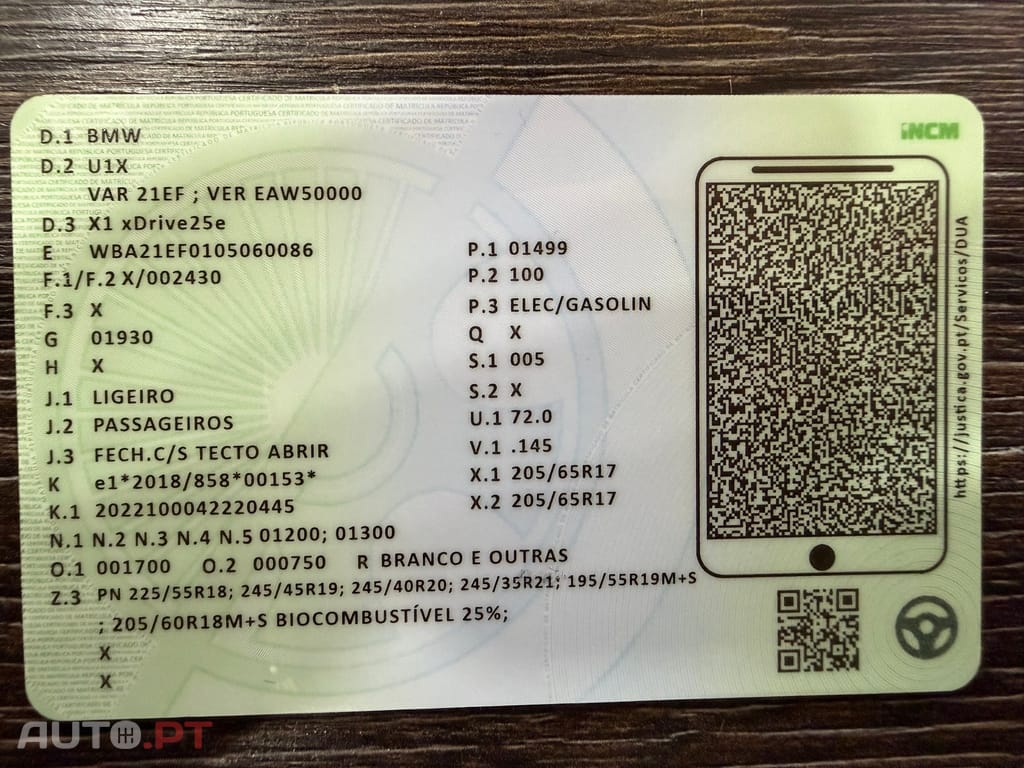 iNCM
D.1 BMW
D.2 U1X
VAR 21EF ; VER EAW50000
D.3 X1 xDrive25e
E WBA21EF0105060086
F.1/F.2 X/002430
F.3 X
G 01930
H X
J.1 LIGEIRO
J.2 PASSAGEIROS
J.3 FECH.C/S TECTO ABRIR
K e1*2018/858*00153*
K.1 2022100042220445
N.1 N.2 N.3 N.4 N.5 01200; 01300
O.1 001700 O.2 000750 R BRANCO E OUTRAS
Z.3 PN 225/55R18; 245/45R19; 245/40R20; 245/35R21; 195/55R19M+S
; 205/60R18M+S BIOCOMBUSTÍVEL 25%;
X
X
P.1 01499
P.2 100
P.3 ELEC/GASOLIN
Q X
S.1 005
S.2 X
U.1 72.0
V.1 .145
X.1 205/65R17
X.2 205/65R17
https://justica.gov.pt/Servicos/DUA
AUTO.PT